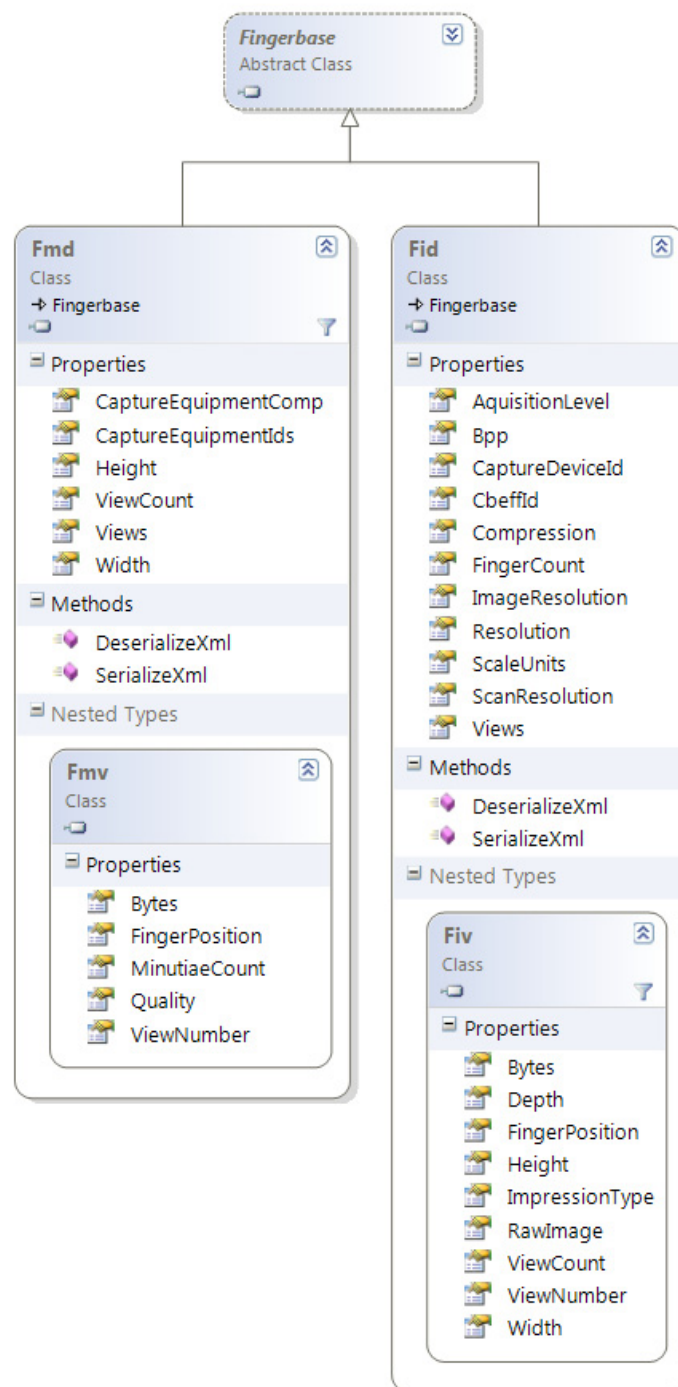 Fingerbase
Abstract Class
Fmd
Class
Fingerbase
Properties
CaptureEquipmentComp
CaptureEquipmentIds
Height
ViewCount
Views
Width
Methods
DeserializeXml
SerializeXml
Nested Types
Fmv
Class
Properties
Bytes
FingerPosition
MinutiaeCount
Quality
ViewNumber
Fid
Class
Fingerbase
Properties
AquisitionLevel
Bpp
CaptureDeviceId
CbeffId
Compression
FingerCount
ImageResolution
Resolution
ScaleUnits
ScanResolution
Views
Methods
DeserializeXml
SerializeXml
Nested Types
Fiv
Class
Properties
Bytes
Depth
FingerPosition
Height
ImpressionType
RawImage
ViewCount
ViewNumber
Width